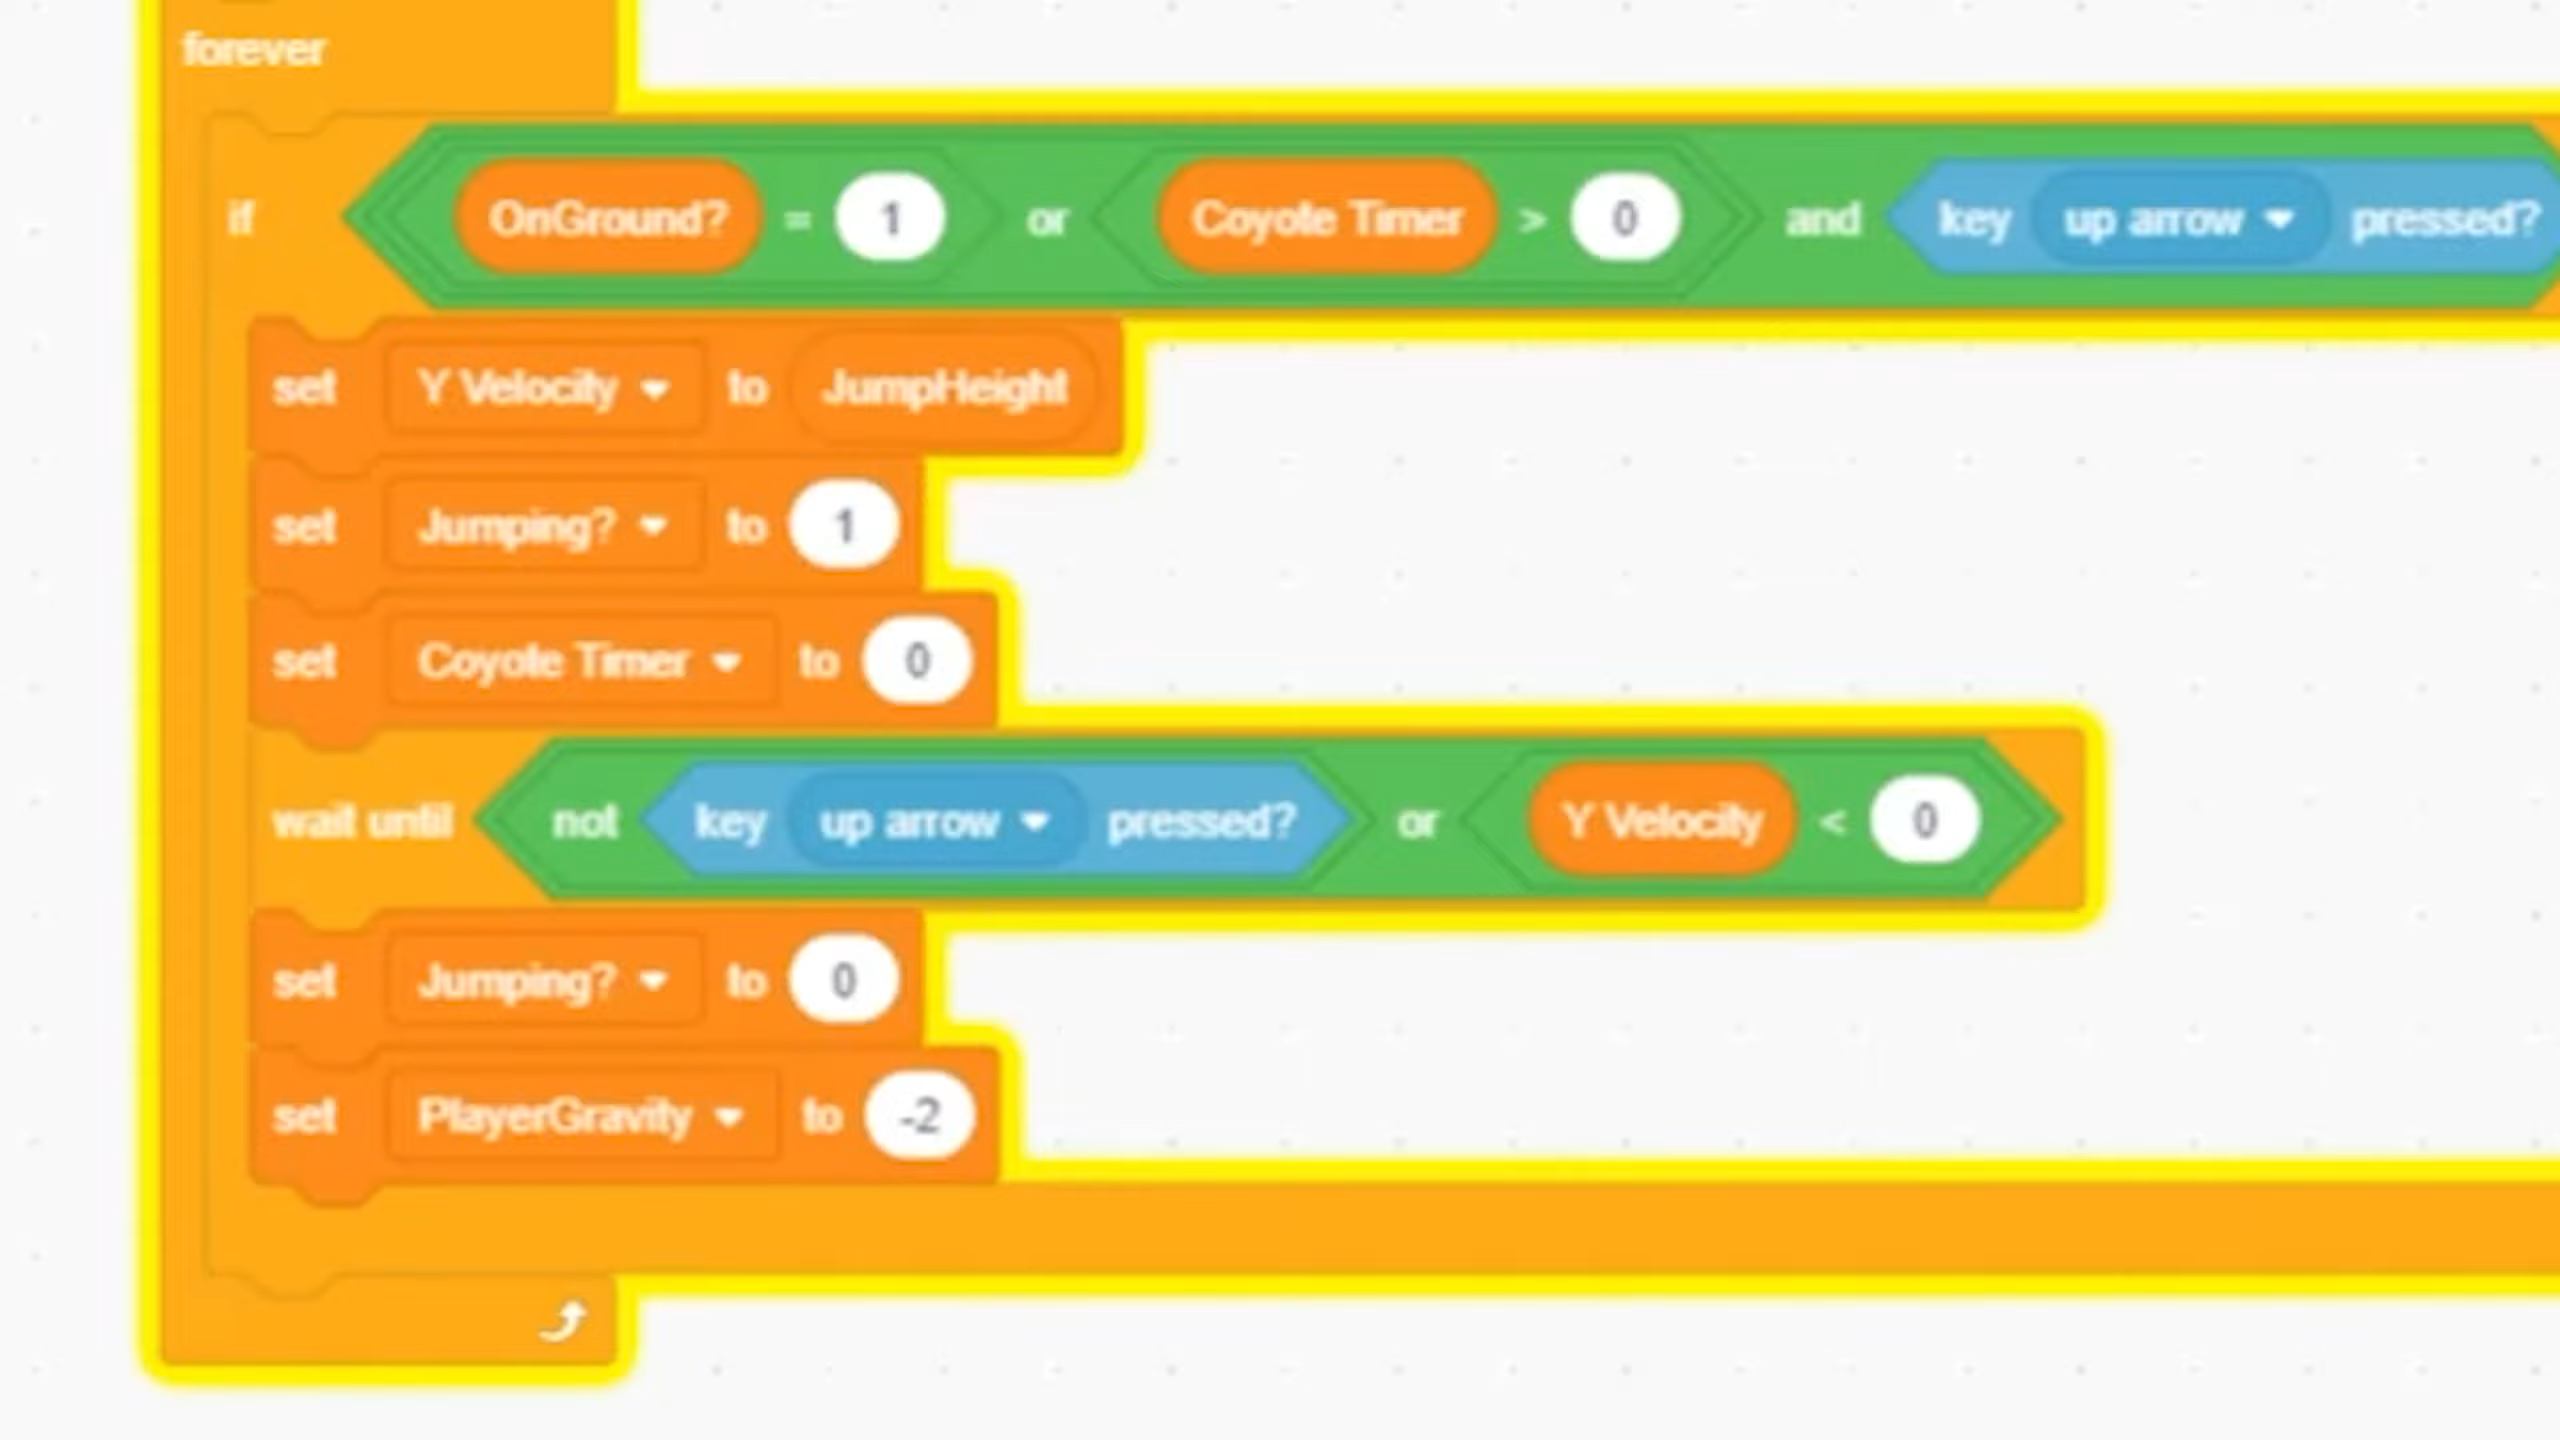 forever
if OnGround? = 1 or Coyote Timer > 0 and key up arrow pressed?
set Y Velocity to JumpHeight
set Jumping? to 1
set Coyote Timer to 0
wait until not key up arrow pressed? or Y Velocity < 0
set Jumping? to 0
set PlayerGravity to -2